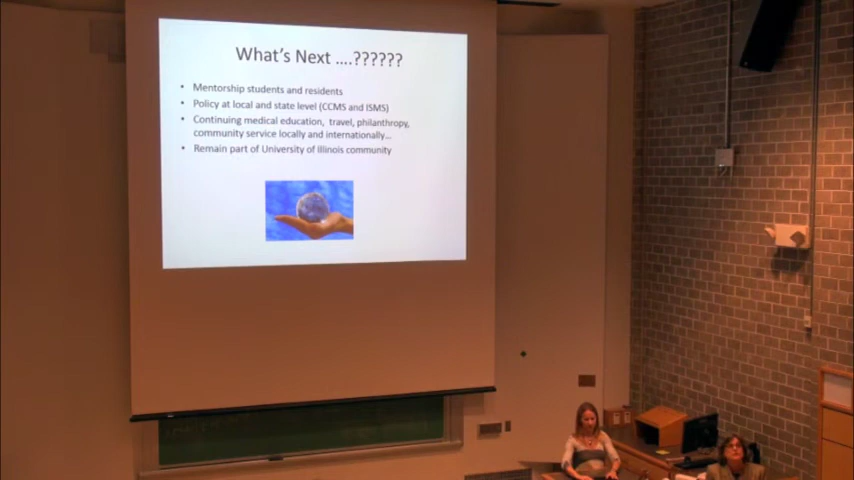 What's Next ….??????
• Mentorship students and residents
• Policy at local and state level (CCMS and ISMS)
• Continuing medical education, travel, philanthropy,
community service locally and internationally…
• Remain part of University of Illinois community